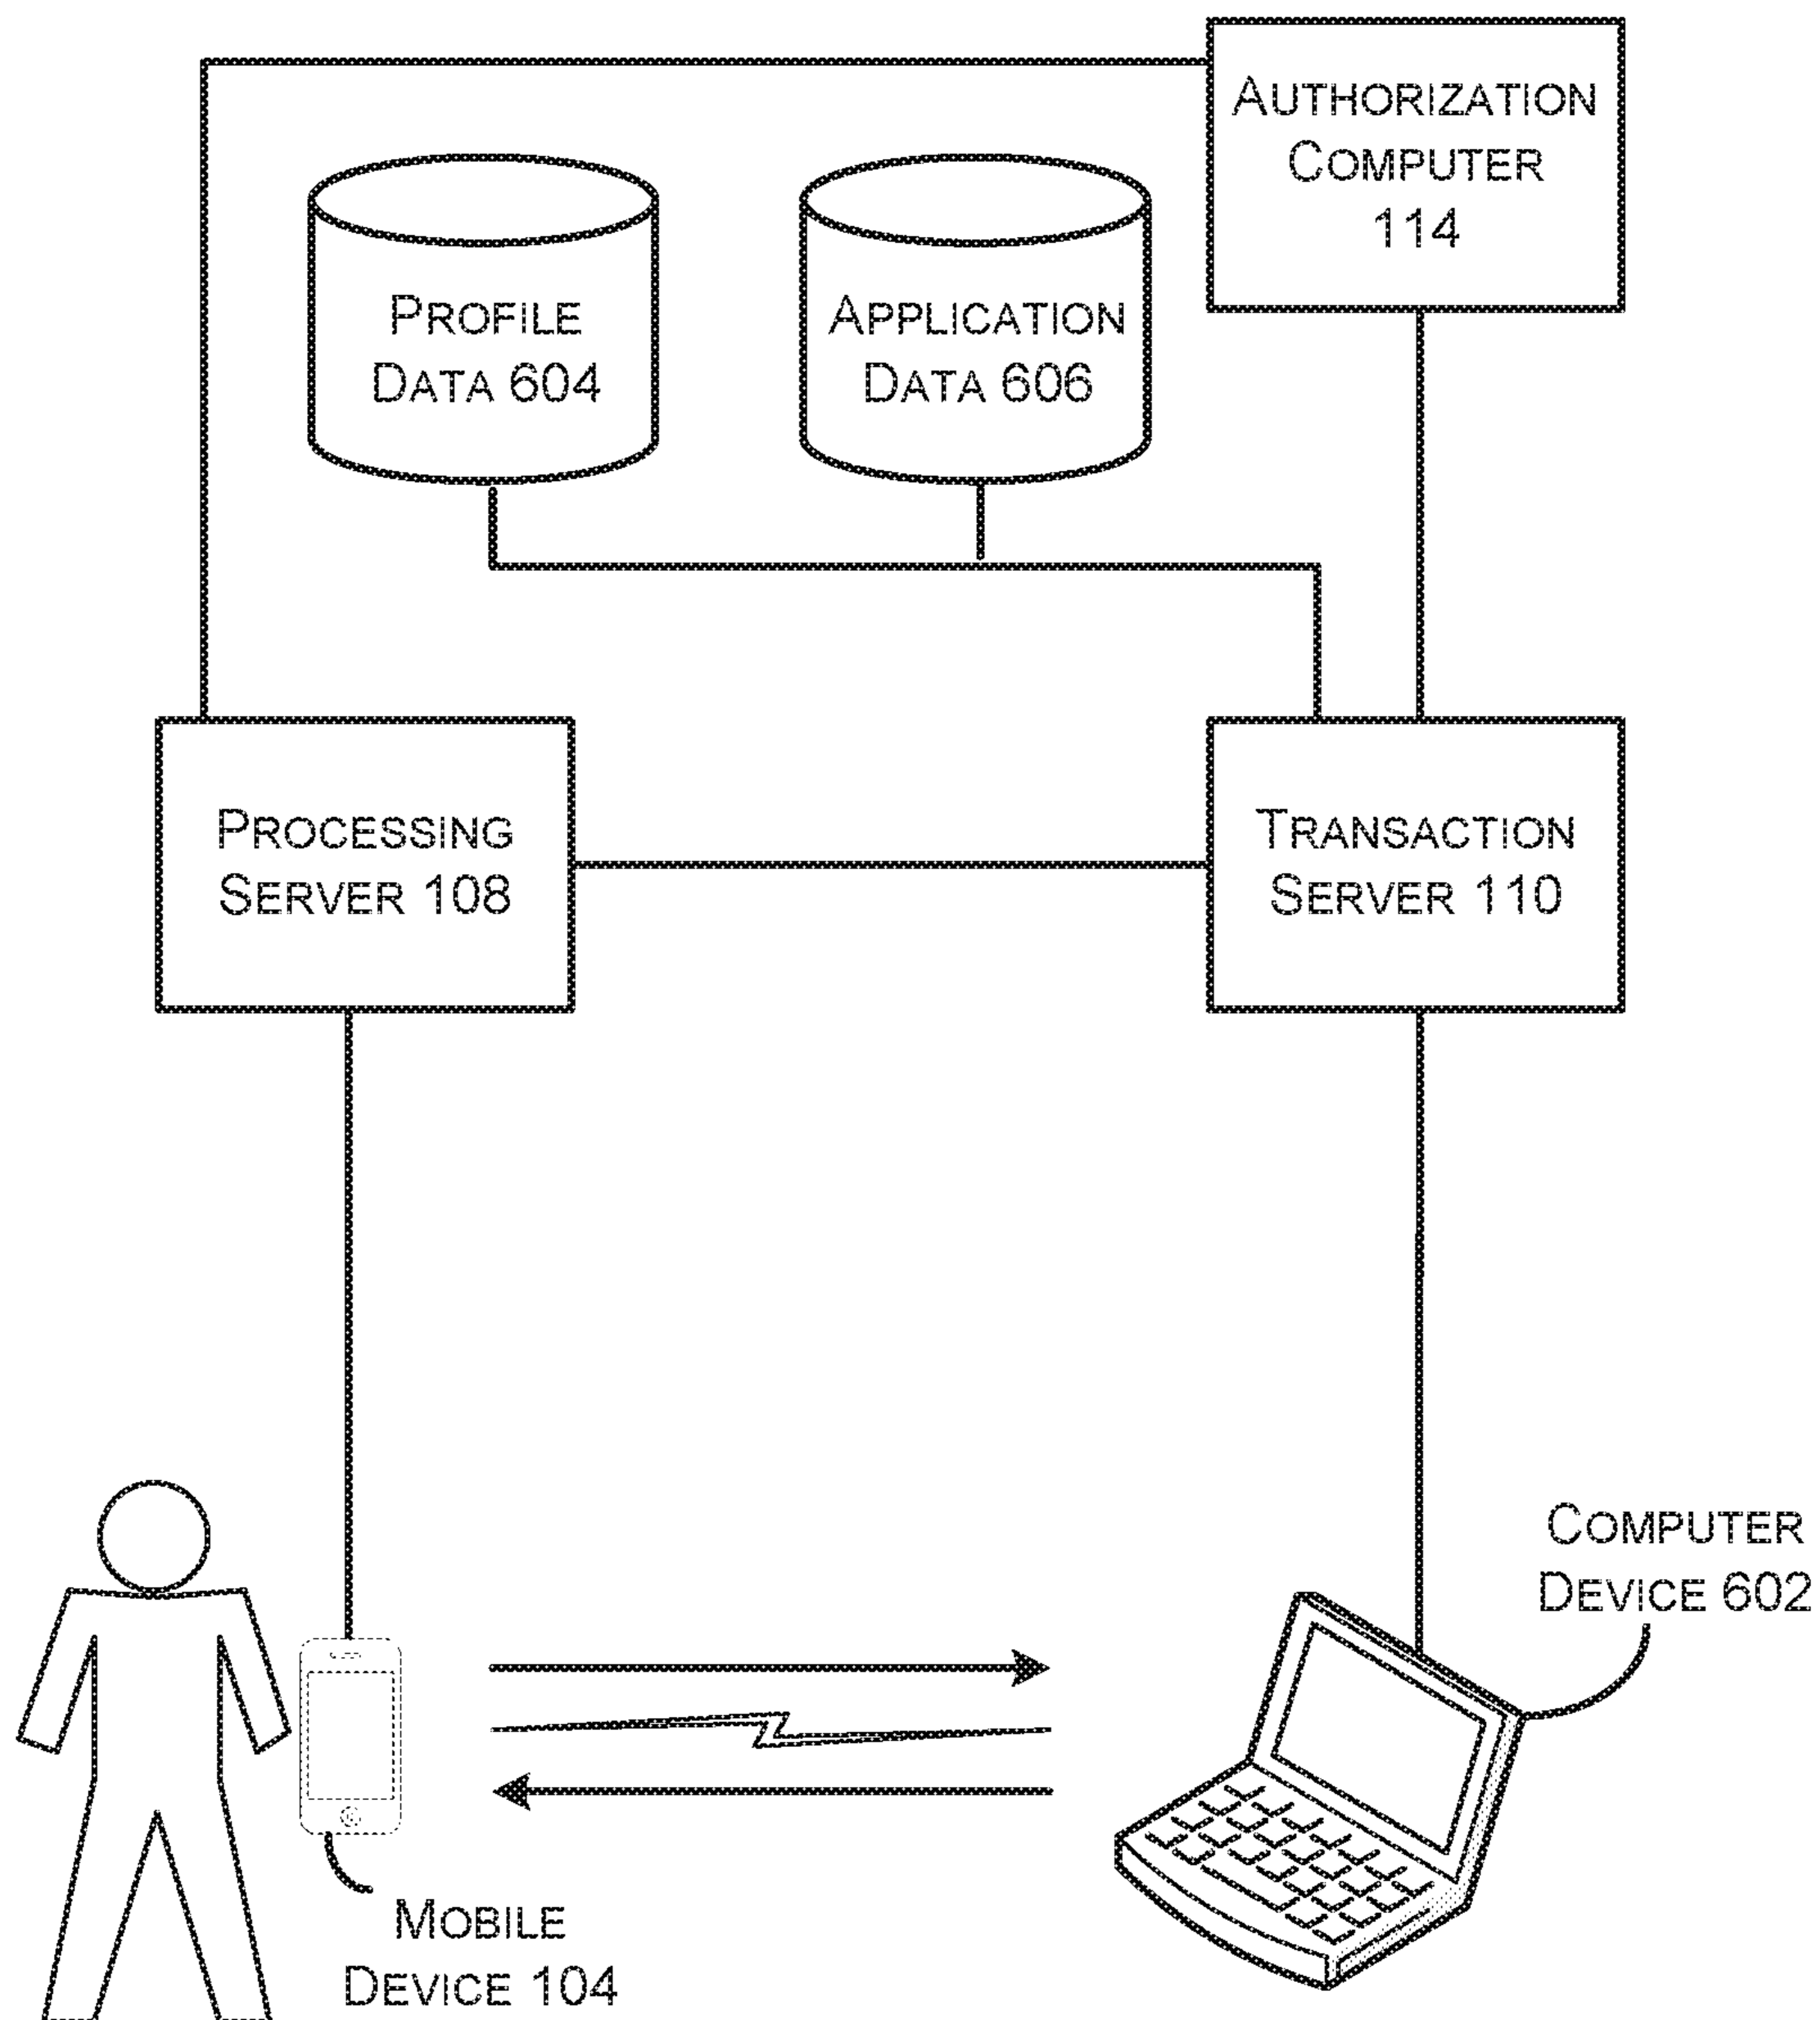 AUTHORIZATION
COMPUTER
114
PROFILE
DATA 604
APPLICATION
DATA 606
PROCESSING
SERVER 108
TRANSACTION
SERVER 110
COMPUTER
DEVICE 602
MOBILE
DEVICE 104